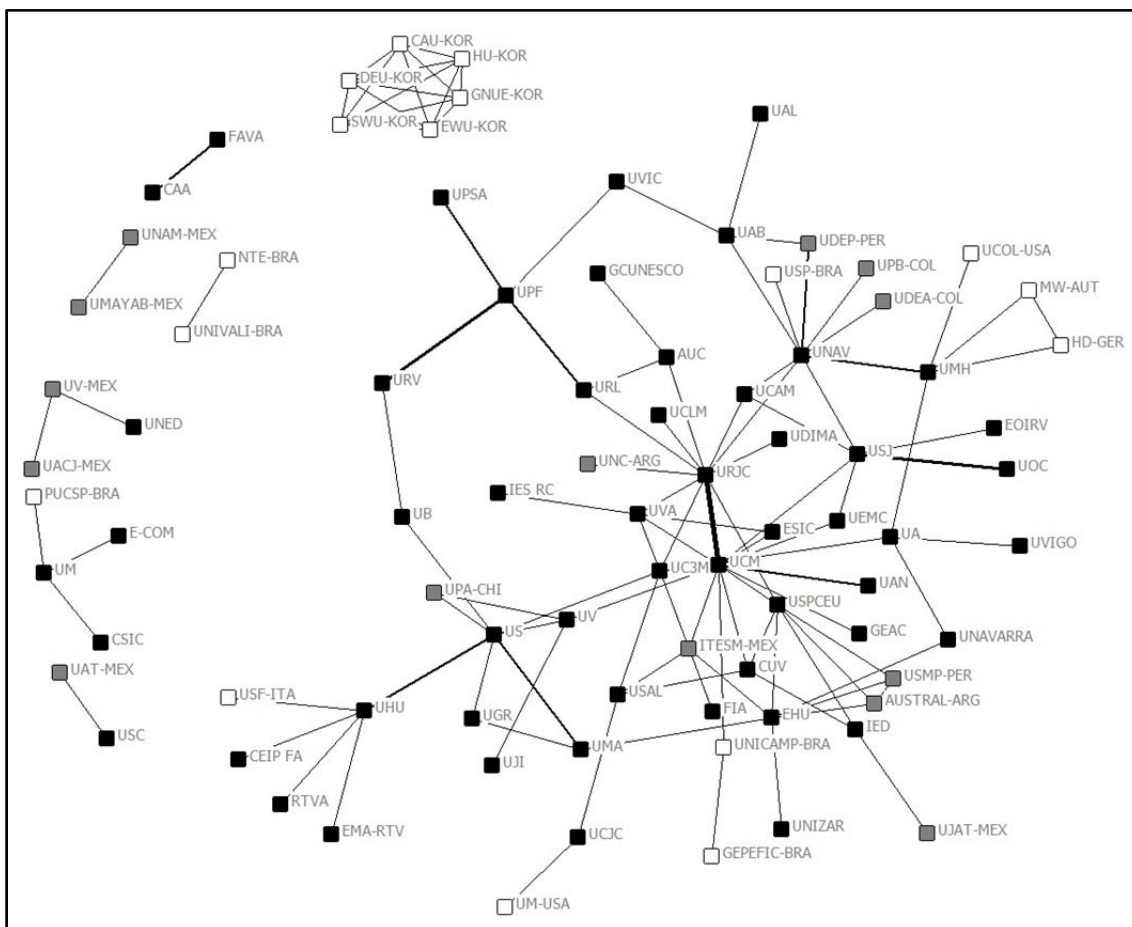 CAU-KOR
HU-KOR
DEU-KOR
GNUE-KOR
SWU-KOR
EWU-KOR
UAL
FAVA
CAA
UVIC
UPSA
UNAM-MEX
UAB
UDEP-PER
NTE-BRA
GCUNESCO
USP-BRA
UPB-COL
UCOL-USA
UMAYAB-MEX
UPF
UDEA-COL
MW-AUT
UNIVALI-BRA
HD-GER
AUC
UNAV
UMH
URV
URL
UCAM
UV-MEX
UCLM
UNED
UDIMA
EOIRV
USJ
UACJ-MEX
UNC-ARG
URJC
UOC
PUCSP-BRA
IES RC
UB
UVA
UEMC
E-COM
ESIC
UA
UVIGO
UM
UC3M
UCM
UAN
UPA-CHI
USPCEU
UV
US
GEAC
CSIC
UNAVARRA
ITESM-MEX
UAT-MEX
CUV
USMP-PER
USF-ITA
USAL
AUSTRAL-ARG
UHU
UGR
FIA
EHU
IED
USC
UMA
UNICAMP-BRA
CEIP FA
UJI
RTVA
EMA-RTV
UCJC
UNIZAR
UJAT-MEX
GEPEFIC-BRA
UM-USA